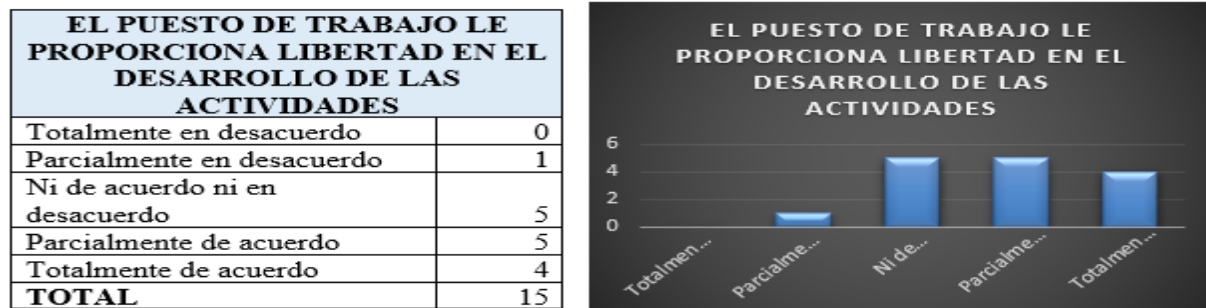 EL PUESTO DE TRABAJO LE
PROPORCIONA LIBERTAD EN EL
DESARROLLO DE LAS
ACTIVIDADES
Totalmente en desacuerdo 0
Parcialmente en desacuerdo 1
Ni de acuerdo ni en
desacuerdo 5
Parcialmente de acuerdo 5
Totalmente de acuerdo 4
TOTAL 15
EL PUESTO DE TRABAJO LE
PROPORCIONA LIBERTAD EN EL
DESARROLLO DE LAS
ACTIVIDADES
6
4
2
0
Totalmen...
Parcialme...
Ni de...
Parcialme...
Totalmen...